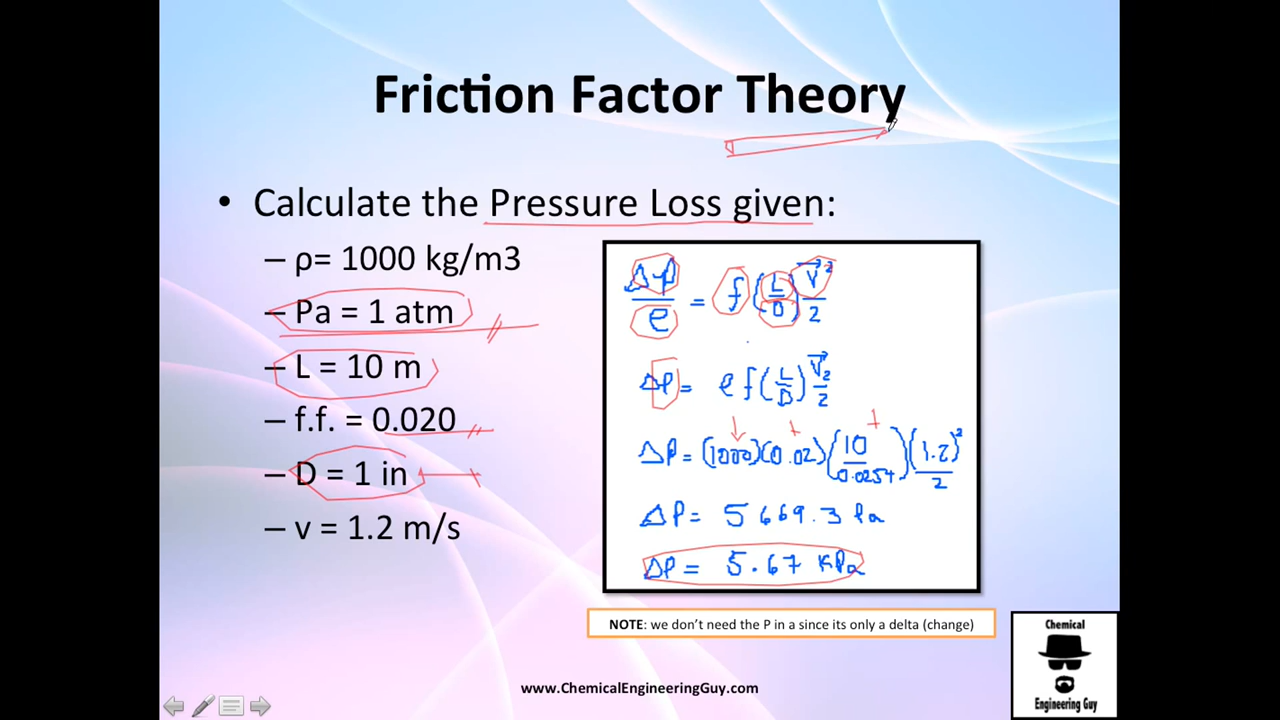 Friction Factor Theory
• Calculate the Pressure Loss given:
– ρ= 1000 kg/m3
– Pa = 1 atm
– L = 10 m
– f.f. = 0.020
– D = 1 in
– v = 1.2 m/s
ΔP/ρ = f (L/D) V²/2
ΔP = ρ f (L/D) V²/2
ΔP = (1000)(0.02)(10/0.0254)(1.2)²/2
ΔP = 5669.3 Pa
ΔP = 5.67 KPa
NOTE: we don't need the P in a since its only a delta (change)
www.ChemicalEngineeringGuy.com
Chemical
Engineering Guy